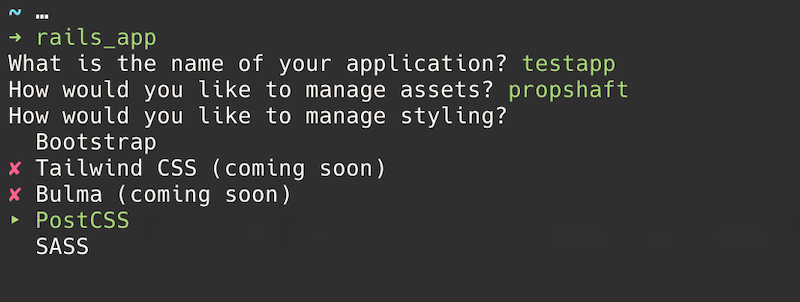 ~ …
➜ rails_app
What is the name of your application? testapp
How would you like to manage assets? propshaft
How would you like to manage styling?
Bootstrap
✘ Tailwind CSS (coming soon)
✘ Bulma (coming soon)
‣ PostCSS
SASS